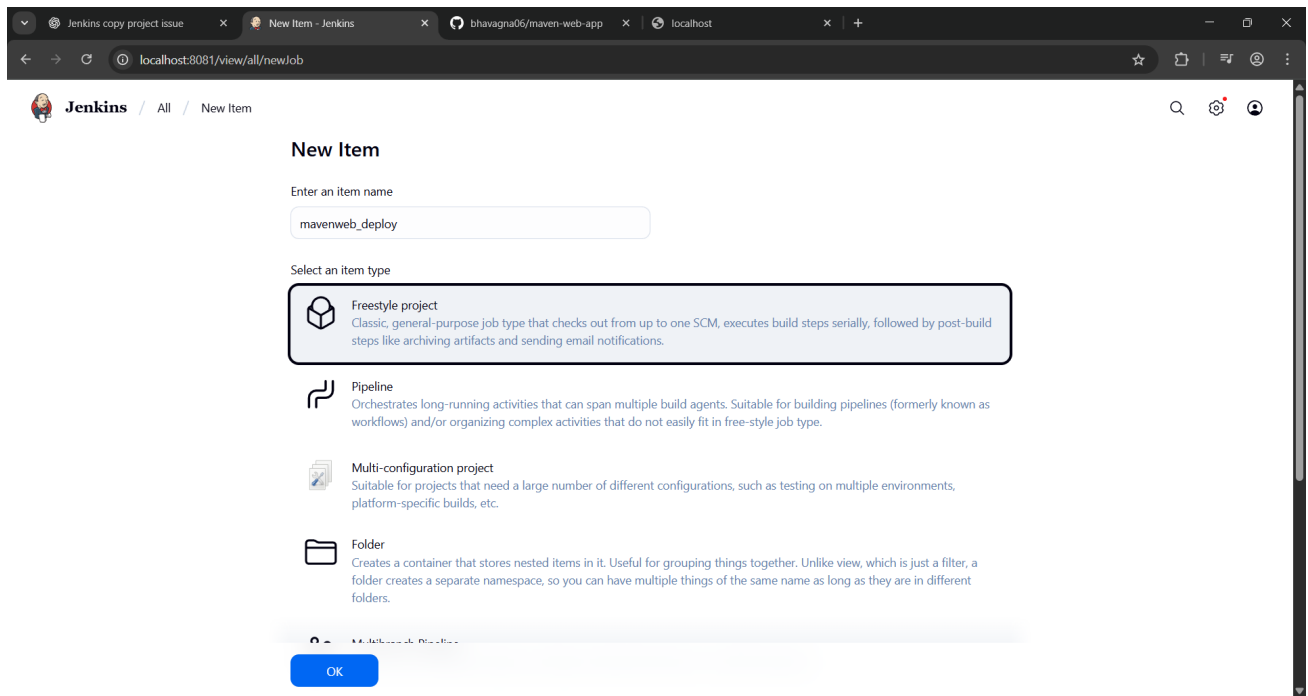 Jenkins copy project issue
New Item - Jenkins
bhavagna06/maven-web-app
localhost
localhost:8081/view/all/newJob
Jenkins / All / New Item
New Item
Enter an item name
mavenweb_deploy
Select an item type
Freestyle project
Classic, general-purpose job type that checks out from up to one SCM, executes build steps serially, followed by post-build
steps like archiving artifacts and sending email notifications.
Pipeline
Orchestrates long-running activities that can span multiple build agents. Suitable for building pipelines (formerly known as
workflows) and/or organizing complex activities that do not easily fit in free-style job type.
Multi-configuration project
Suitable for projects that need a large number of different configurations, such as testing on multiple environments,
platform-specific builds, etc.
Folder
Creates a container that stores nested items in it. Useful for grouping things together. Unlike view, which is just a filter, a
folder creates a separate namespace, so you can have multiple things of the same name as long as they are in different
folders.
Multibranch Pipeline
OK